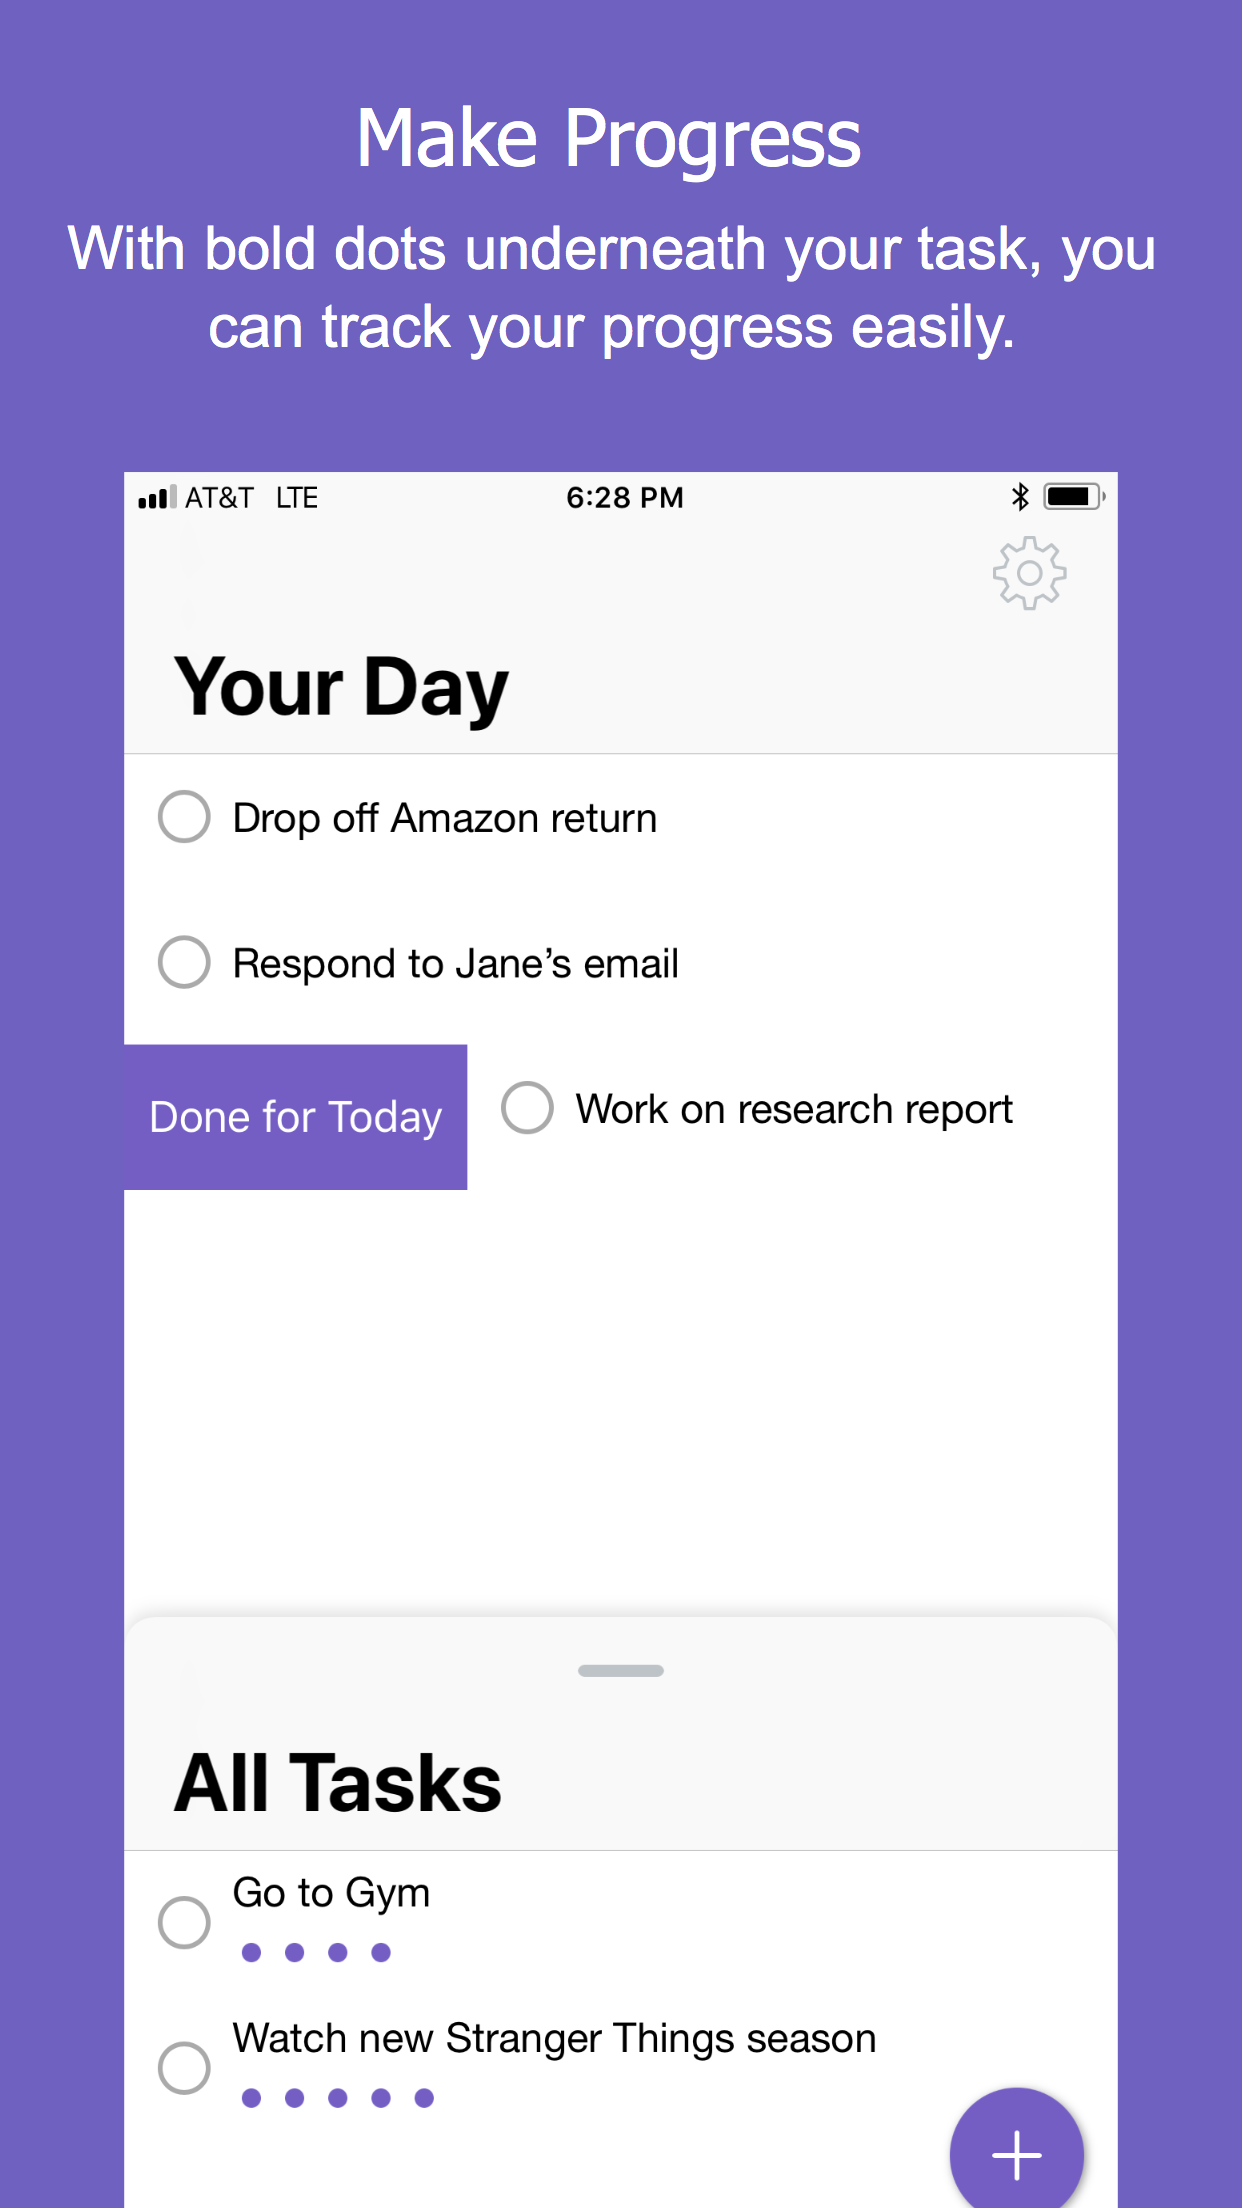 Make Progress
With bold dots underneath your task, you
can track your progress easily.
AT&T LTE 6:28 PM
Your Day
Drop off Amazon return
Respond to Jane’s email
Done for Today Work on research report
All Tasks
Go to Gym
Watch new Stranger Things season